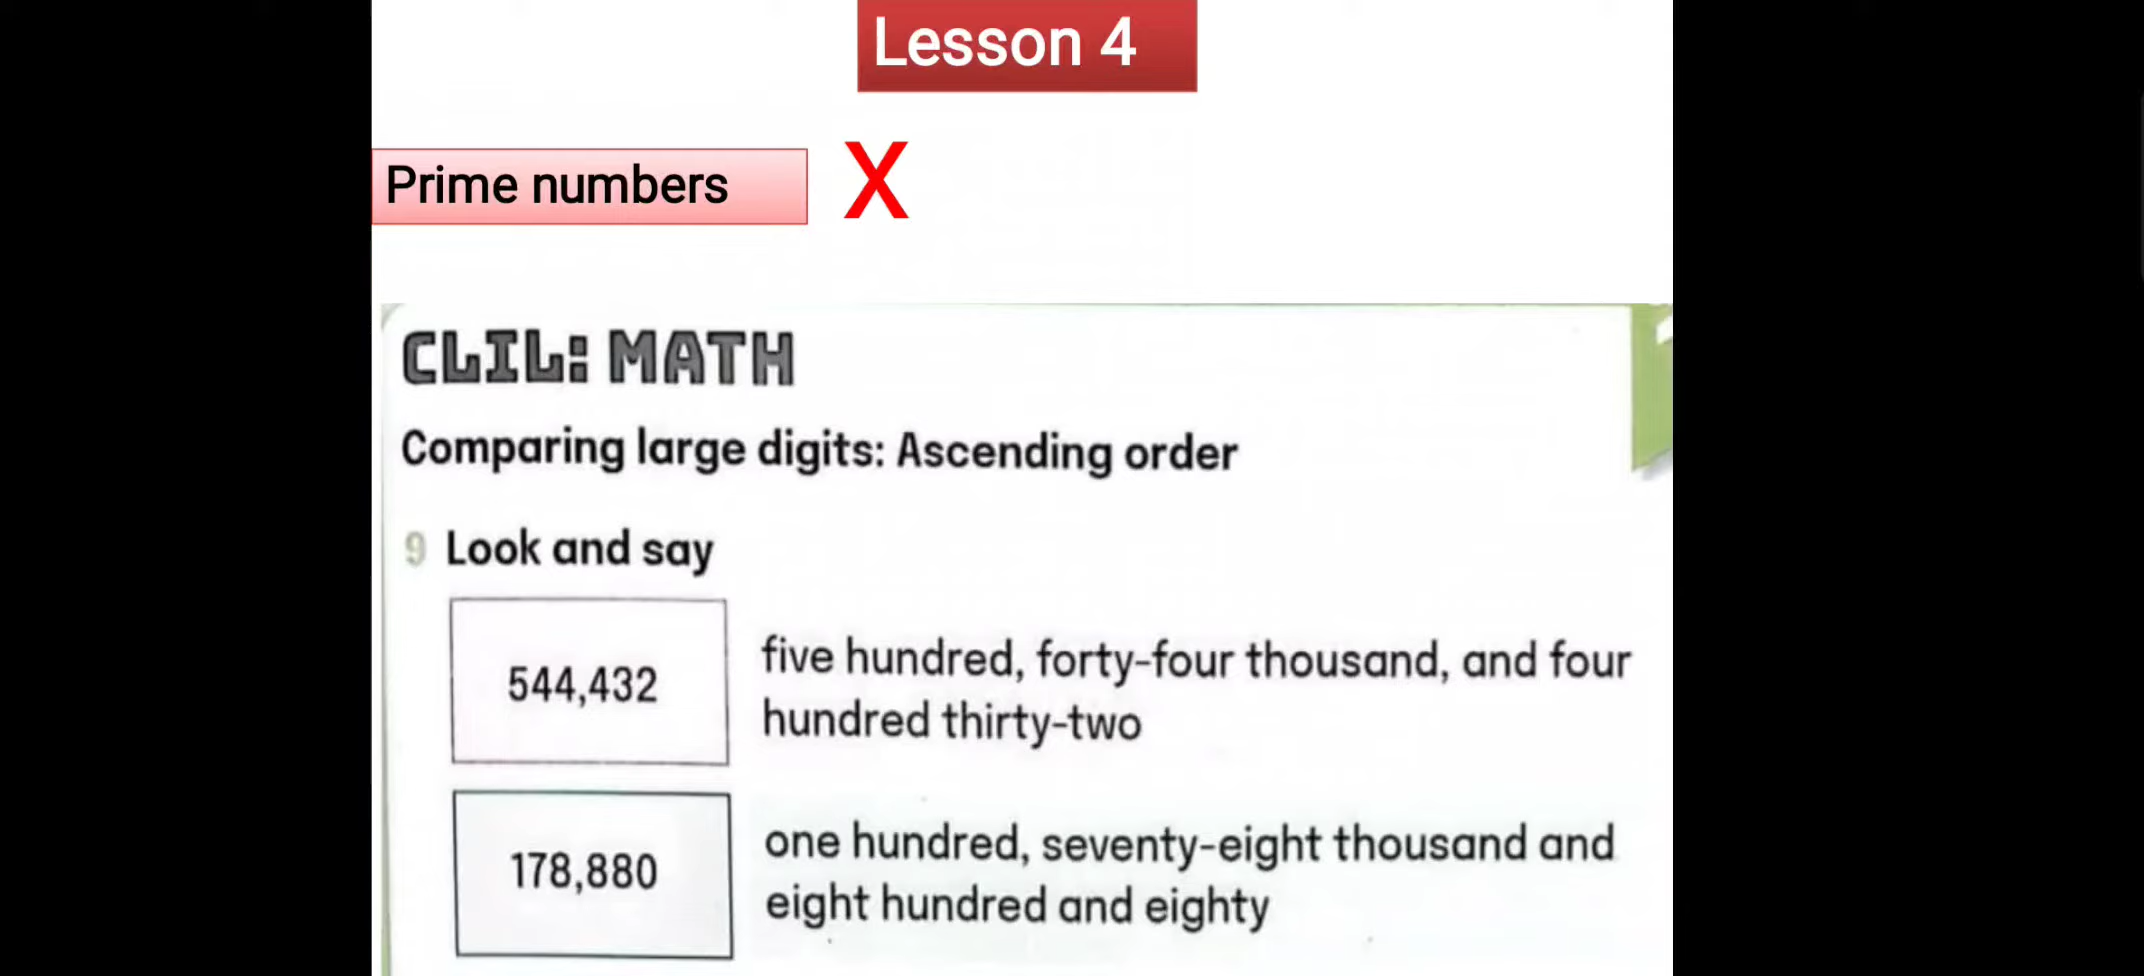 Lesson 4
Prime numbers X
CLIL: MATH
Comparing large digits: Ascending order
9 Look and say
544,432
five hundred, forty-four thousand, and four
hundred thirty-two
178,880
one hundred, seventy-eight thousand and
eight hundred and eighty